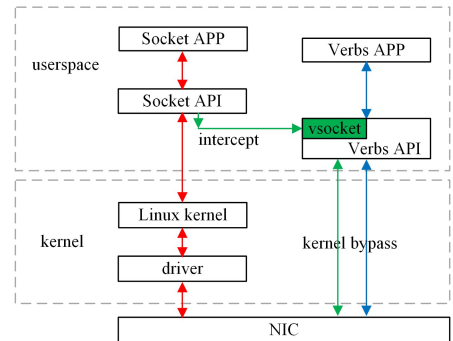 Socket APP
Verbs APP
userspace
Socket API
vsocket
intercept
Verbs API
Linux kernel
kernel
kernel bypass
driver
NIC